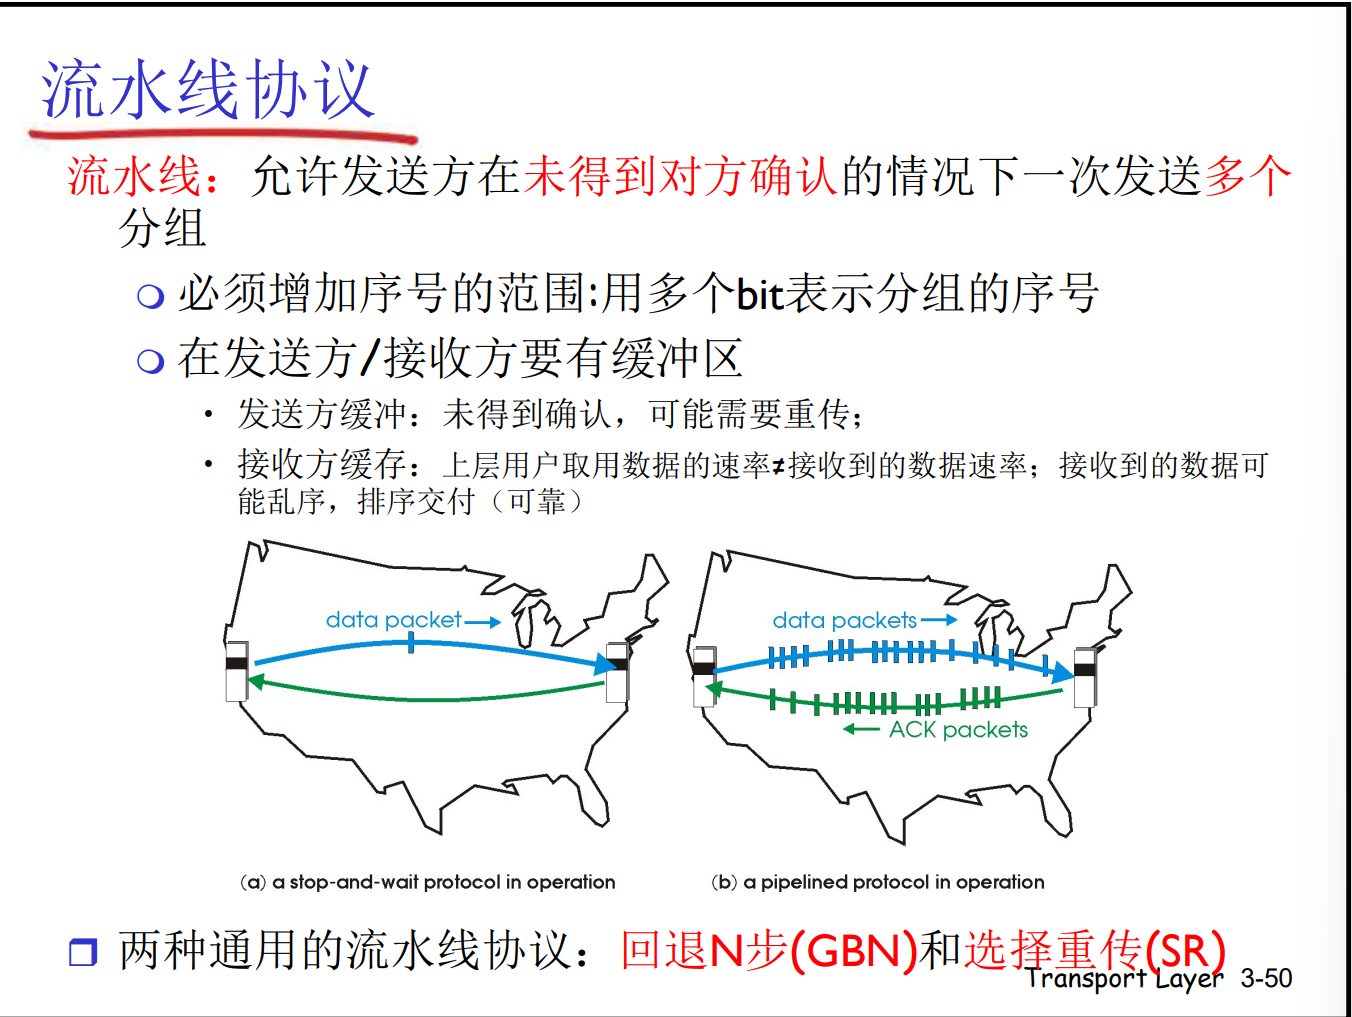 流水线协议
流水线：允许发送方在未得到对方确认的情况下一次发送多个
分组
必须增加序号的范围:用多个bit表示分组的序号
在发送方/接收方要有缓冲区
• 发送方缓冲：未得到确认，可能需要重传；
• 接收方缓存：上层用户取用数据的速率≠接收到的数据速率；接收到的数据可
能乱序，排序交付（可靠）
data packet
data packets
ACK packets
(a) a stop-and-wait protocol in operation
(b) a pipelined protocol in operation
两种通用的流水线协议：回退N步(GBN)和选择重传(SR)
Transport Layer 3-50